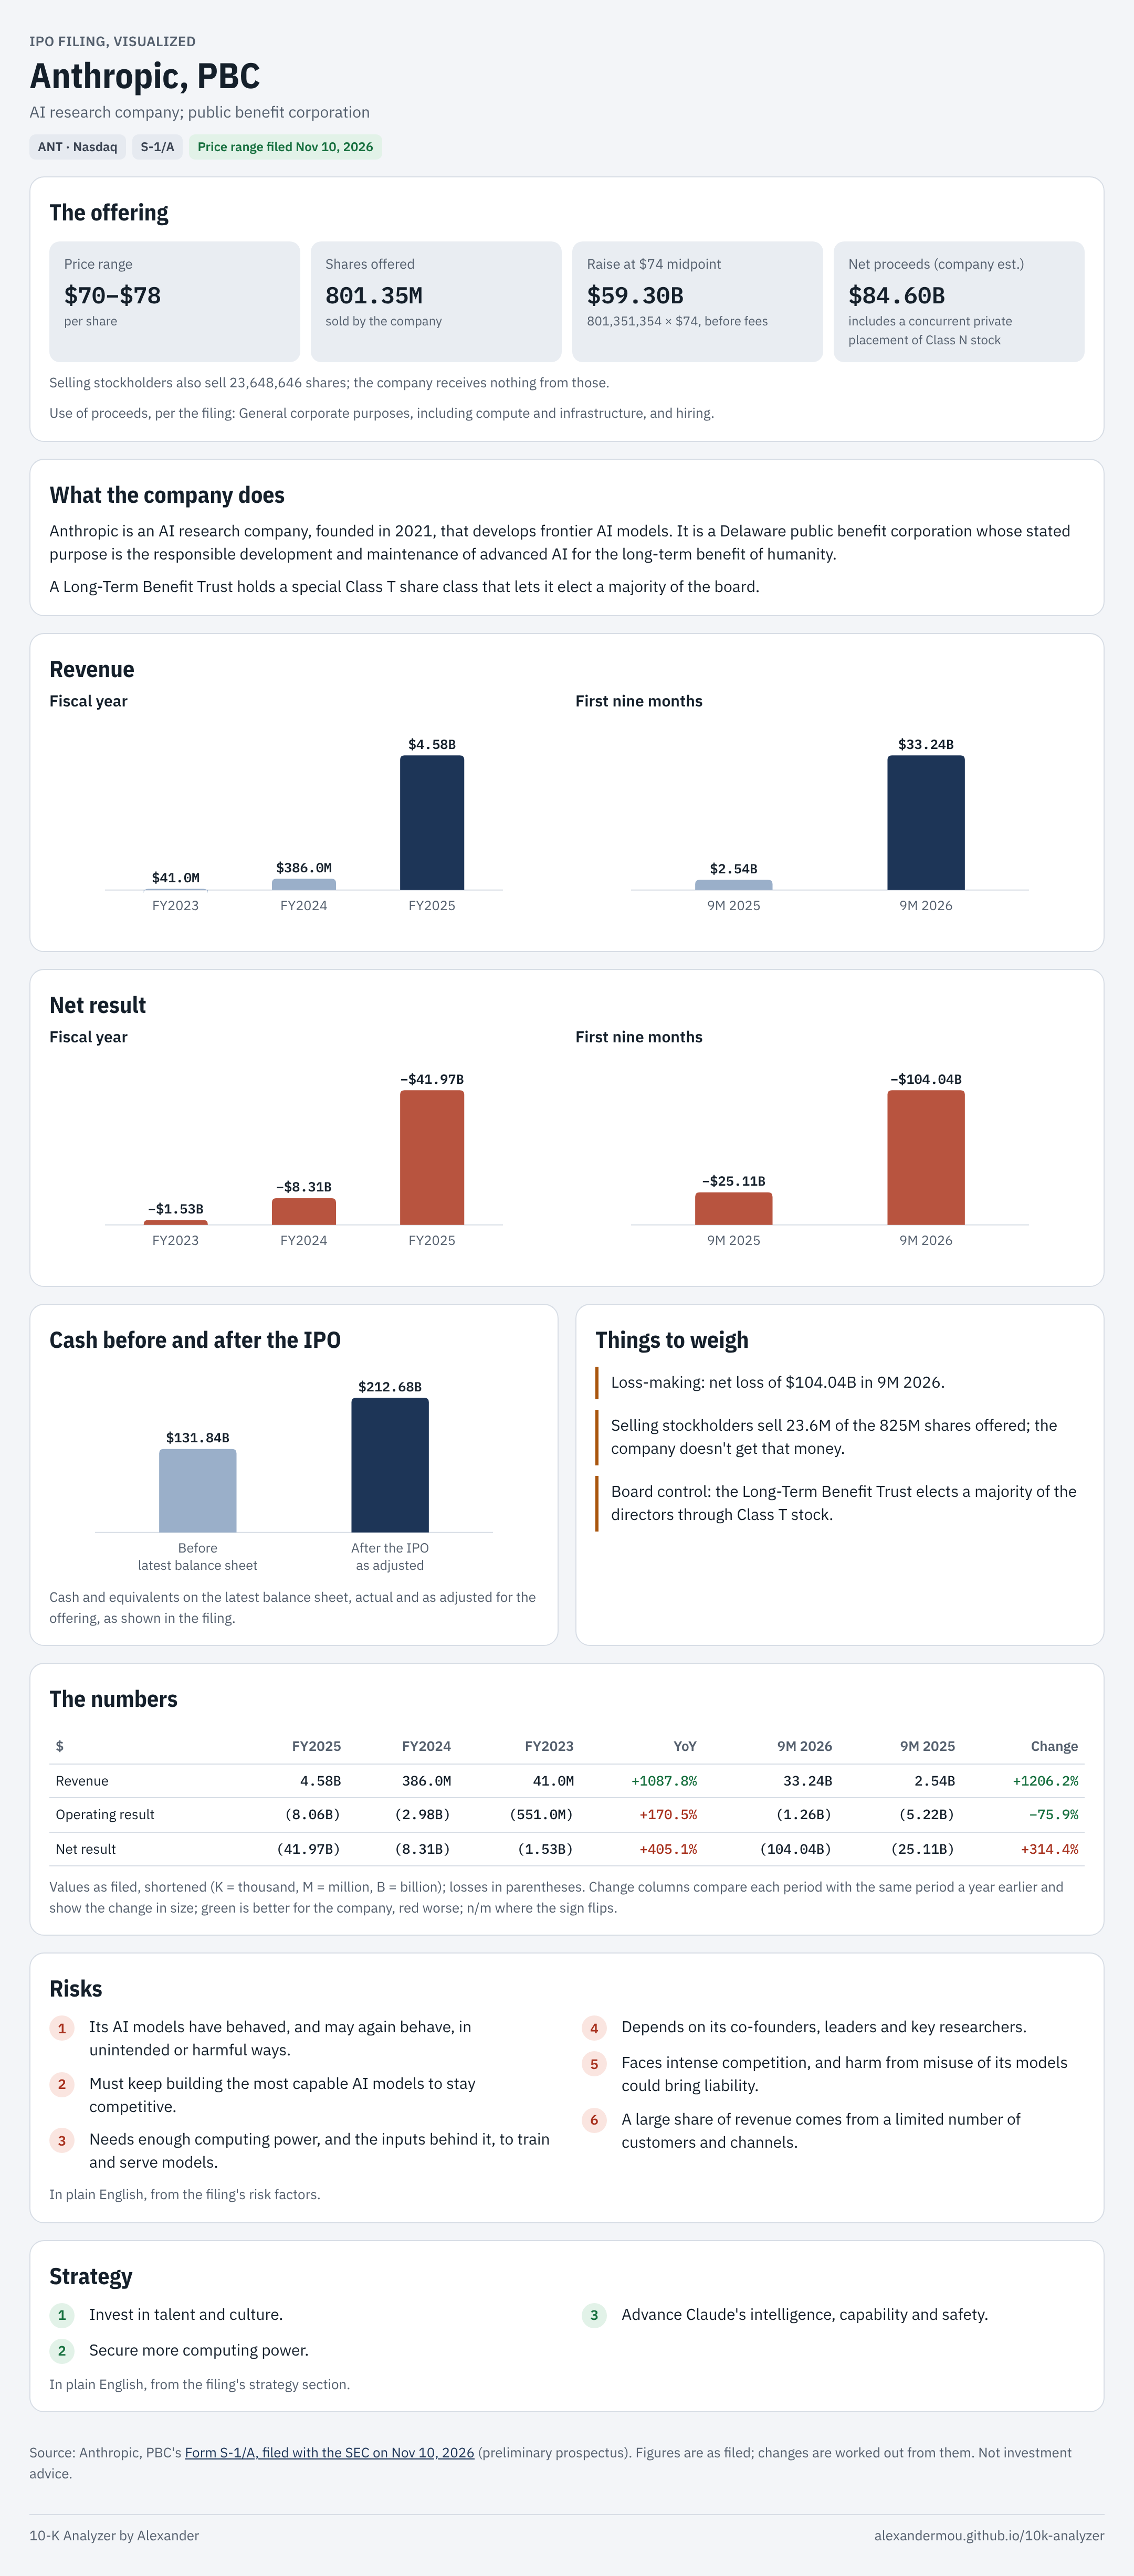 IPO FILING, VISUALIZED
Anthropic, PBC
AI research company; public benefit corporation
ANT · Nasdaq
S-1/A
Price range filed Nov 10, 2026
The offering
Price range
$70–$78
per share
Shares offered
801.35M
sold by the company
Raise at $74 midpoint
$59.30B
801,351,354 × $74, before fees
Net proceeds (company est.)
$84.60B
includes a concurrent private
placement of Class N stock
Selling stockholders also sell 23,648,646 shares; the company receives nothing from those.
Use of proceeds, per the filing: General corporate purposes, including compute and infrastructure, and hiring.
What the company does
Anthropic is an AI research company, founded in 2021, that develops frontier AI models. It is a Delaware public benefit corporation whose stated
purpose is the responsible development and maintenance of advanced AI for the long-term benefit of humanity.
A Long-Term Benefit Trust holds a special Class T share class that lets it elect a majority of the board.
Revenue
Fiscal year
$41.0M
$386.0M
$4.58B
FY2023
FY2024
FY2025
First nine months
$2.54B
$33.24B
9M 2025
9M 2026
Net result
Fiscal year
−$1.53B
−$8.31B
−$41.97B
FY2023
FY2024
FY2025
First nine months
−$25.11B
−$104.04B
9M 2025
9M 2026
Cash before and after the IPO
$131.84B
$212.68B
Before
latest balance sheet
After the IPO
as adjusted
Cash and equivalents on the latest balance sheet, actual and as adjusted for the
offering, as shown in the filing.
Things to weigh
Loss-making: net loss of $104.04B in 9M 2026.
Selling stockholders sell 23.6M of the 825M shares offered; the
company doesn't get that money.
Board control: the Long-Term Benefit Trust elects a majority of the
directors through Class T stock.
The numbers
$ FY2025 FY2024 FY2023 YoY 9M 2026 9M 2025 Change
Revenue 4.58B 386.0M 41.0M +1087.8% 33.24B 2.54B +1206.2%
Operating result (8.06B) (2.98B) (551.0M) +170.5% (1.26B) (5.22B) −75.9%
Net result (41.97B) (8.31B) (1.53B) +405.1% (104.04B) (25.11B) +314.4%
Values as filed, shortened (K = thousand, M = million, B = billion); losses in parentheses. Change columns compare each period with the same period a year earlier and
show the change in size; green is better for the company, red worse; n/m where the sign flips.
Risks
1 Its AI models have behaved, and may again behave, in
unintended or harmful ways.
2 Must keep building the most capable AI models to stay
competitive.
3 Needs enough computing power, and the inputs behind it, to train
and serve models.
4 Depends on its co-founders, leaders and key researchers.
5 Faces intense competition, and harm from misuse of its models
could bring liability.
6 A large share of revenue comes from a limited number of
customers and channels.
In plain English, from the filing's risk factors.
Strategy
1 Invest in talent and culture.
2 Secure more computing power.
3 Advance Claude's intelligence, capability and safety.
In plain English, from the filing's strategy section.
Source: Anthropic, PBC's Form S-1/A, filed with the SEC on Nov 10, 2026 (preliminary prospectus). Figures are as filed; changes are worked out from them. Not investment
advice.
10-K Analyzer by Alexander
alexandermou.github.io/10k-analyzer